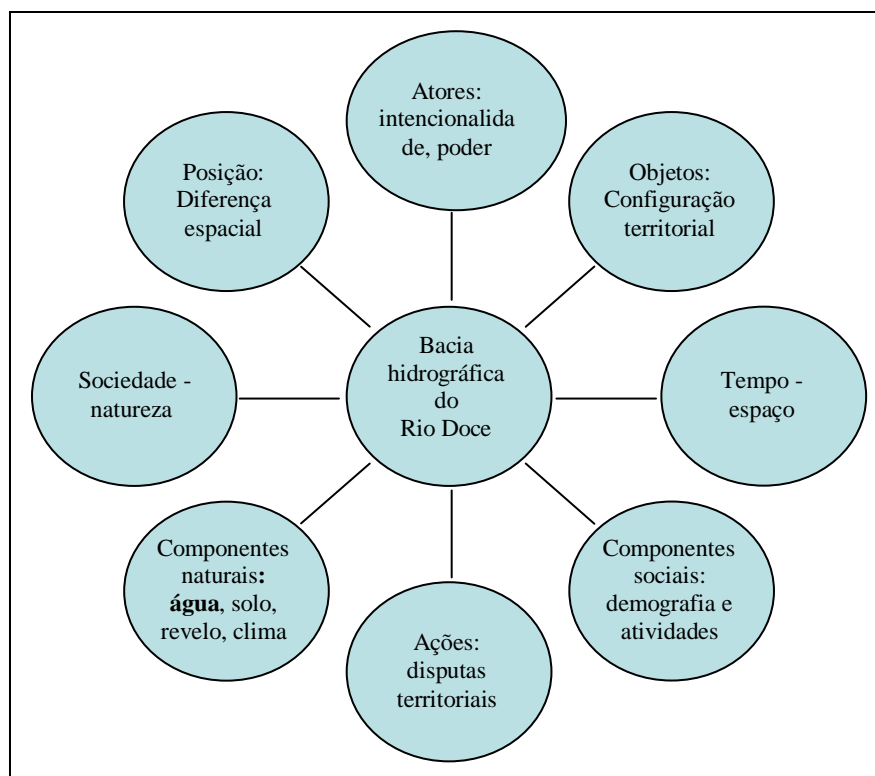 Atores:
intencionalida
de, poder
Posição:
Diferença
espacial
Objetos:
Configuração
territorial
Sociedade -
natureza
Bacia
hidrográfica
do
Rio Doce
Tempo -
espaço
Componentes
naturais:
água, solo,
revelo, clima
Ações:
disputas
territoriais
Componentes
sociais:
demografia e
atividades